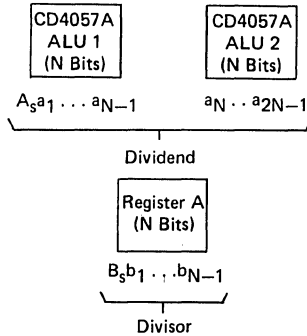 CD4057A CD4057A
ALU 1 ALU 2
(N Bits) (N Bits)
Aₛa₁ · · · aN−1 aN · · a2N−1
Dividend
Register A
(N Bits)
Bₛb₁ · · · bN−1
Divisor